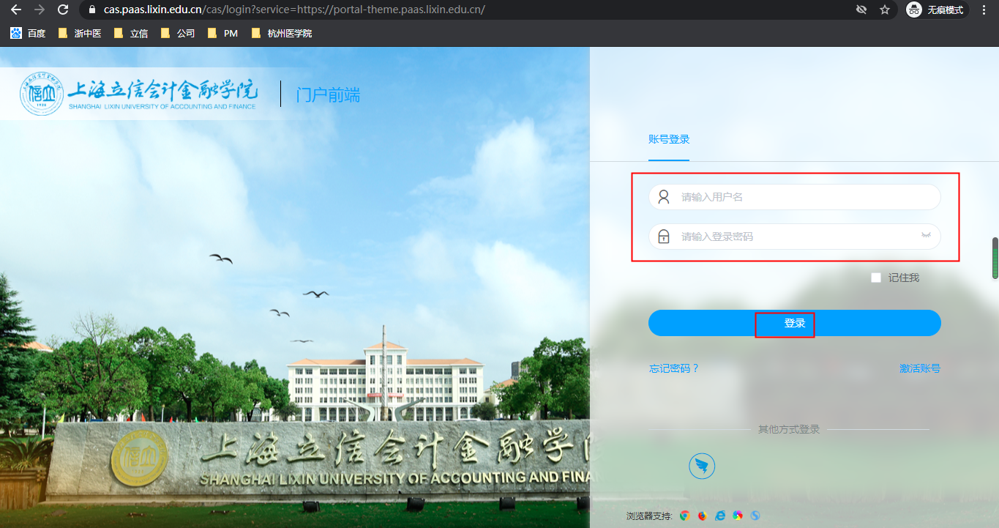 cas.paas.lixin.edu.cn/cas/login?service=https://portal-theme.paas.lixin.edu.cn/
无痕模式
百度 浙中医 立信 公司 PM 杭州医学院
上海立信会计金融学院 门户前端
SHANGHAI LIXIN UNIVERSITY OF ACCOUNTING AND FINANCE
信立
1928
账号登录
请输入用户名
请输入登录密码
记住我
登录
忘记密码？ 激活账号
其他方式登录
上海立信会计金融学
SHANGHAI LIXIN UNIVERSITY OF ACCOUNTING AND FINA
浏览器支持: